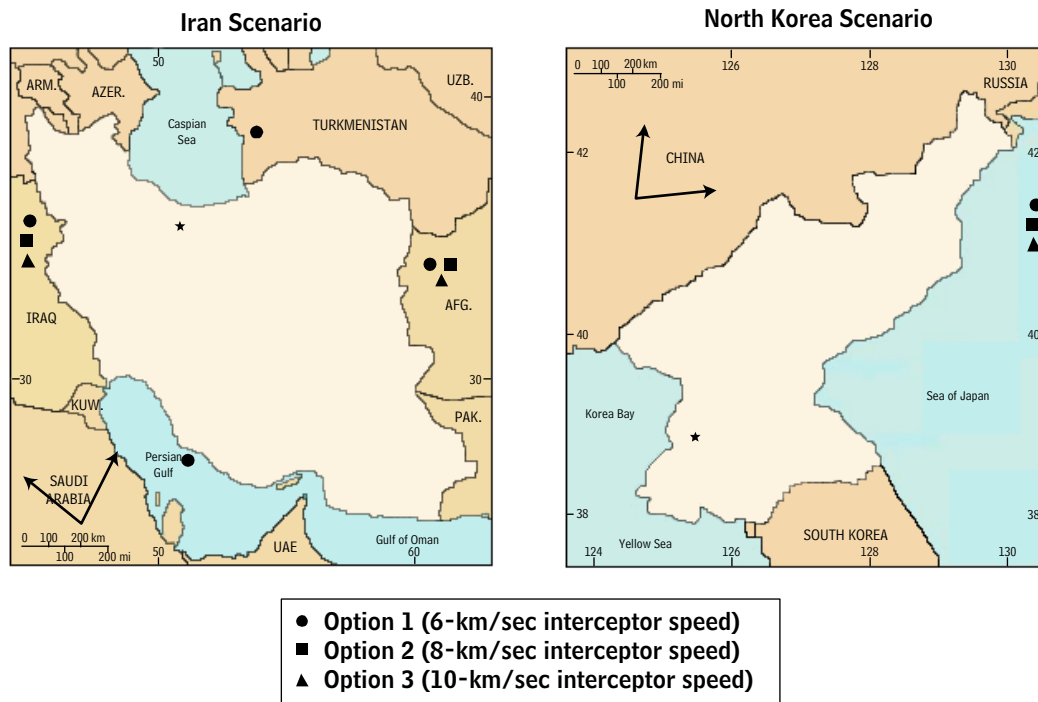 Iran Scenario
North Korea Scenario
50
ARM.
AZER.
UZB.
40
Caspian
Sea
TURKMENISTAN
IRAQ
AFG.
30
30
KUW.
PAK.
Persian
Gulf
SAUDI
ARABIA
0 100 200 km
100 200 mi
50
UAE
Gulf of Oman
60
0 100 200 km
100 200 mi
126
128
130
RUSSIA
42
CHINA
40
40
Korea Bay
Sea of Japan
38
38
SOUTH KOREA
Yellow Sea
124
126
128
130
Option 1 (6-km/sec interceptor speed)
Option 2 (8-km/sec interceptor speed)
Option 3 (10-km/sec interceptor speed)